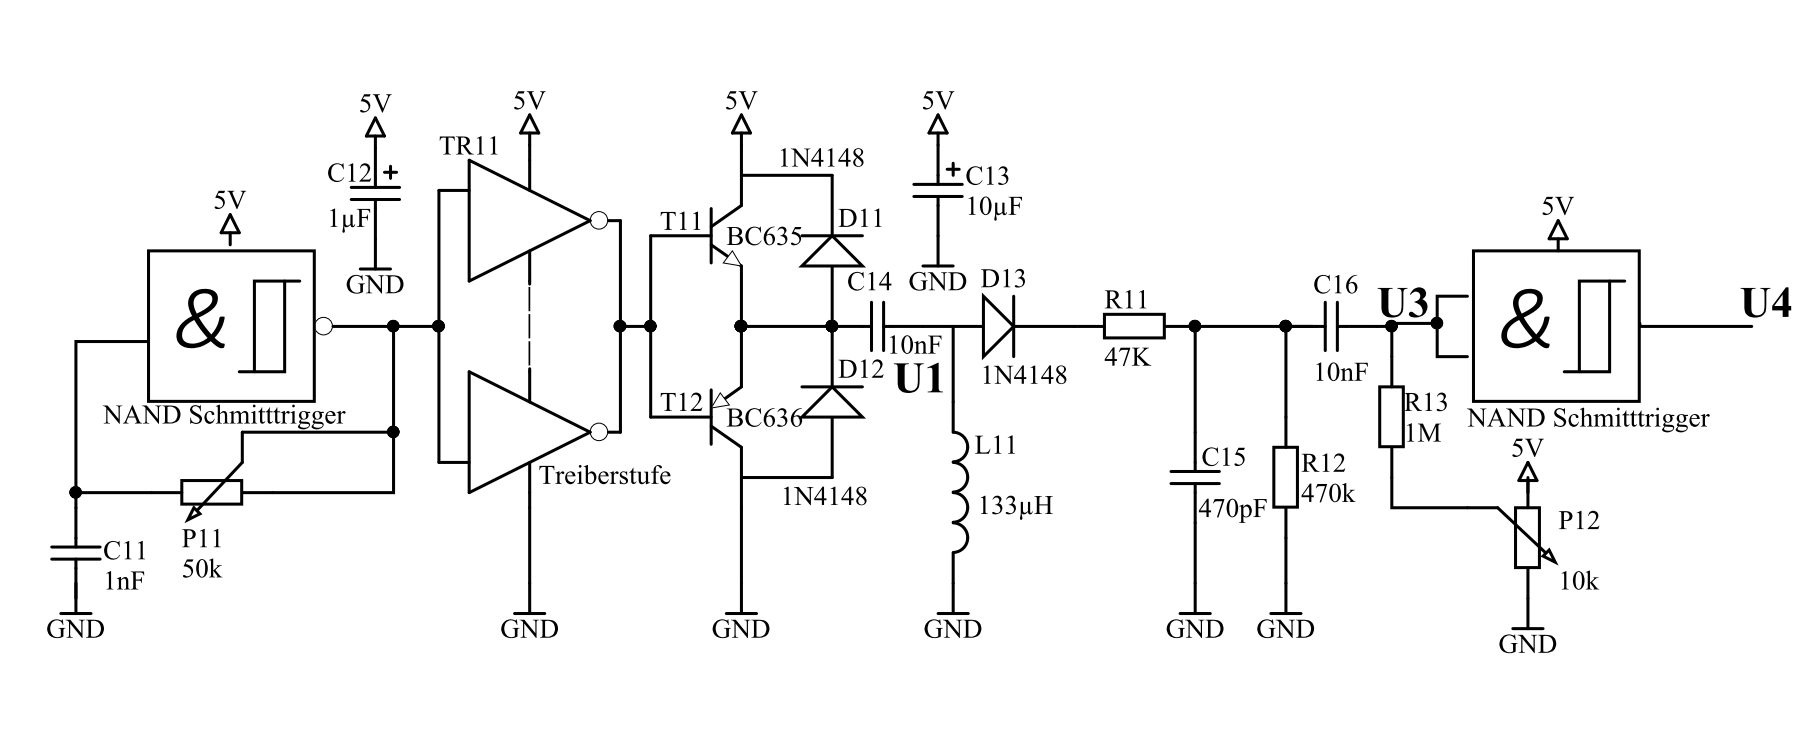 5V
&
NAND Schmitttrigger
P11
50k
C11
1nF
GND
5V
C12
+
1µF
GND
5V
TR11
Treiberstufe
GND
5V
1N4148
T11
BC635
D11
T12
BC636
D12
1N4148
GND
C14
10nF
U1
5V
+
C13
10µF
GND
D13
1N4148
L11
133µH
GND
R11
47K
C15
470pF
GND
R12
470k
GND
C16
10nF
U3
R13
1M
5V
&
NAND Schmitttrigger
U4
5V
P12
10k
GND